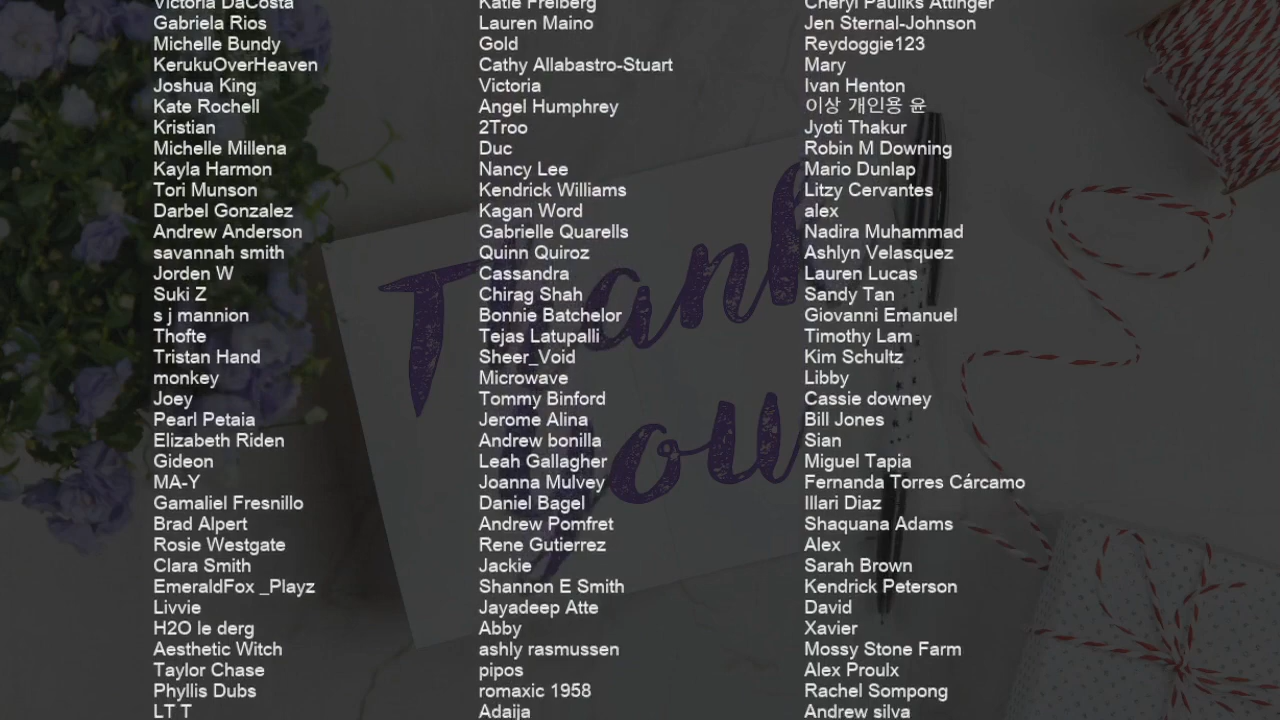 Victoria DaCosta
Gabriela Rios
Michelle Bundy
KerukuOverHeaven
Joshua King
Kate Rochell
Kristian
Michelle Millena
Kayla Harmon
Tori Munson
Darbel Gonzalez
Andrew Anderson
savannah smith
Jorden W
Suki Z
s j mannion
Thofte
Tristan Hand
monkey
Joey
Pearl Petaia
Elizabeth Riden
Gideon
MA-Y
Gamaliel Fresnillo
Brad Alpert
Rosie Westgate
Clara Smith
EmeraldFox _Playz
Livvie
H2O le derg
Aesthetic Witch
Taylor Chase
Phyllis Dubs
LT T
Katie Freiberg
Lauren Maino
Gold
Cathy Allabastro-Stuart
Victoria
Angel Humphrey
2Troo
Duc
Nancy Lee
Kendrick Williams
Kagan Word
Gabrielle Quarells
Quinn Quiroz
Cassandra
Chirag Shah
Bonnie Batchelor
Tejas Latupalli
Sheer_Void
Microwave
Tommy Binford
Jerome Alina
Andrew bonilla
Leah Gallagher
Joanna Mulvey
Daniel Bagel
Andrew Pomfret
Rene Gutierrez
Jackie
Shannon E Smith
Jayadeep Atte
Abby
ashly rasmussen
pipos
romaxic 1958
Adaija
Cheryl Pauliks Attinger
Jen Sternal-Johnson
Reydoggie123
Mary
Ivan Henton
이상 개인용 윤
Jyoti Thakur
Robin M Downing
Mario Dunlap
Litzy Cervantes
alex
Nadira Muhammad
Ashlyn Velasquez
Lauren Lucas
Sandy Tan
Giovanni Emanuel
Timothy Lam
Kim Schultz
Libby
Cassie downey
Bill Jones
Sian
Miguel Tapia
Fernanda Torres Cárcamo
Illari Diaz
Shaquana Adams
Alex
Sarah Brown
Kendrick Peterson
David
Xavier
Mossy Stone Farm
Alex Proulx
Rachel Sompong
Andrew silva
Thank
you